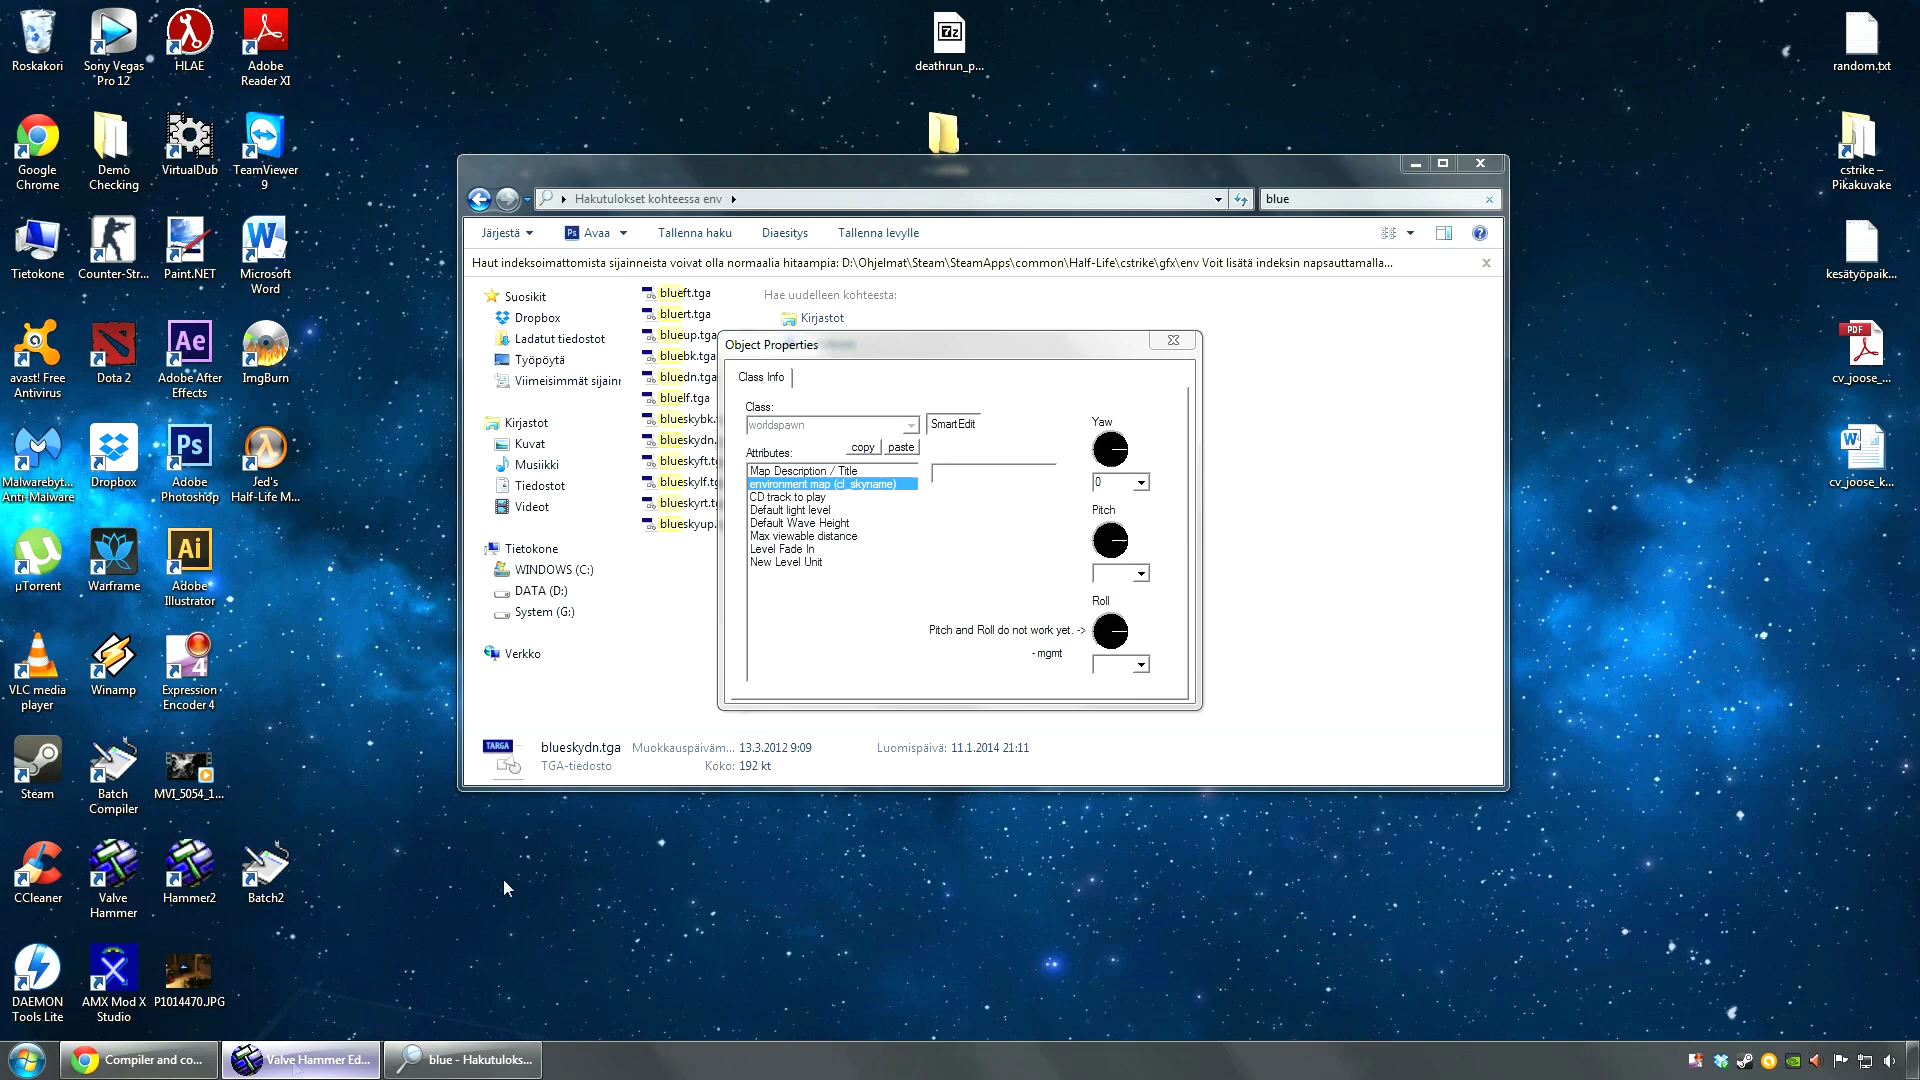 Roskakori
Sony Vegas
Pro 12
HLAE
Adobe
Reader XI
deathrun_p...
random.txt
Google
Chrome
Demo
Checking
VirtualDub
TeamViewer
9
cstrike –
Pikakuvake
Tietokone
Counter-Str...
Paint.NET
Microsoft
Word
kesätyöpaik...
avast! Free
Antivirus
Dota 2
Adobe After
Effects
ImgBurn
cv_joose_...
Malwarebyt...
Anti-Malware
Dropbox
Adobe
Photoshop
Jed's
Half-Life M...
cv_joose_k...
µTorrent
Warframe
Adobe
Illustrator
VLC media
player
Winamp
Expression
Encoder 4
Steam
Batch
Compiler
MVI_5054_1...
CCleaner
Valve
Hammer
Hammer2
Batch2
DAEMON
Tools Lite
AMX Mod X
Studio
P1014470.JPG
Hakutulokset kohteessa env
blue
Järjestä
Avaa
Tallenna haku
Diaesitys
Tallenna levylle
Haut indeksoimattomista sijainneista voivat olla normaalia hitaampia: D:\Ohjelmat\Steam\SteamApps\common\Half-Life\cstrike\gfx\env Voit lisätä indeksin napsauttamalla...
Suosikit
Dropbox
Ladatut tiedostot
Työpöytä
Viimeisimmät sijainn
Kirjastot
Kuvat
Musiikki
Tiedostot
Videot
Tietokone
WINDOWS (C:)
DATA (D:)
System (G:)
Verkko
blueft.tga
bluert.tga
blueup.tga
bluebk.tga
bluedn.tga
bluelf.tga
blueskybk.t
blueskydn.
blueskyft.tg
blueskylf.tg
blueskyrt.tg
blueskyup.
Hae uudelleen kohteesta:
Kirjastot
Object Properties
Class Info
Class:
worldspawn
SmartEdit
copy
paste
Attributes:
Map Description / Title
environment map (cl_skyname)
CD track to play
Default light level
Default Wave Height
Max viewable distance
Level Fade In
New Level Unit
Yaw
0
Pitch
Roll
Pitch and Roll do not work yet. ->
- mgmt
TARGA
blueskydn.tga
Muokkauspäiväm... 13.3.2012 9:09
Luomispäivä: 11.1.2014 21:11
TGA-tiedosto
Koko: 192 kt
Compiler and co...
Valve Hammer Ed...
blue - Hakutuloks...